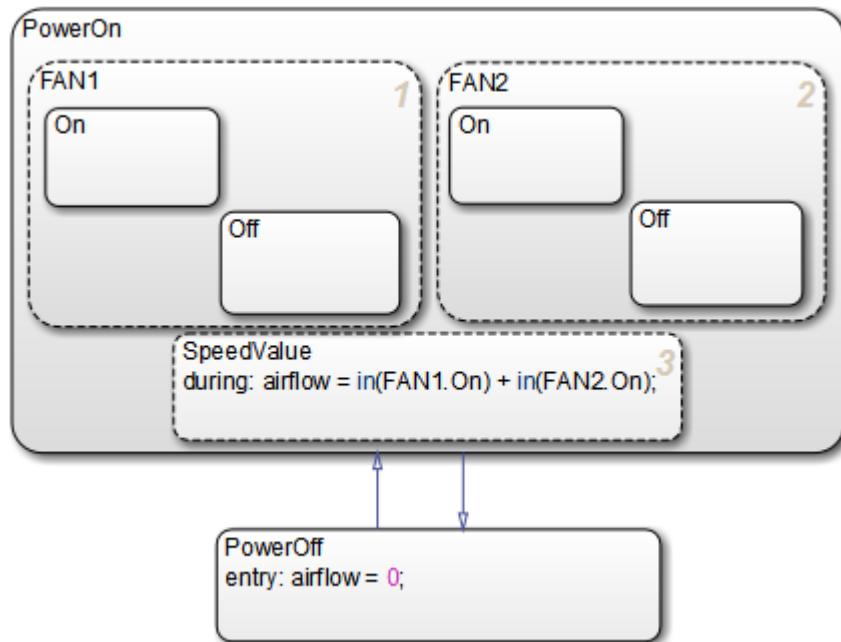 PowerOn
FAN1
1
On
Off
FAN2
2
On
Off
SpeedValue
3
during: airflow = in(FAN1.On) + in(FAN2.On);
PowerOff
entry: airflow = 0;